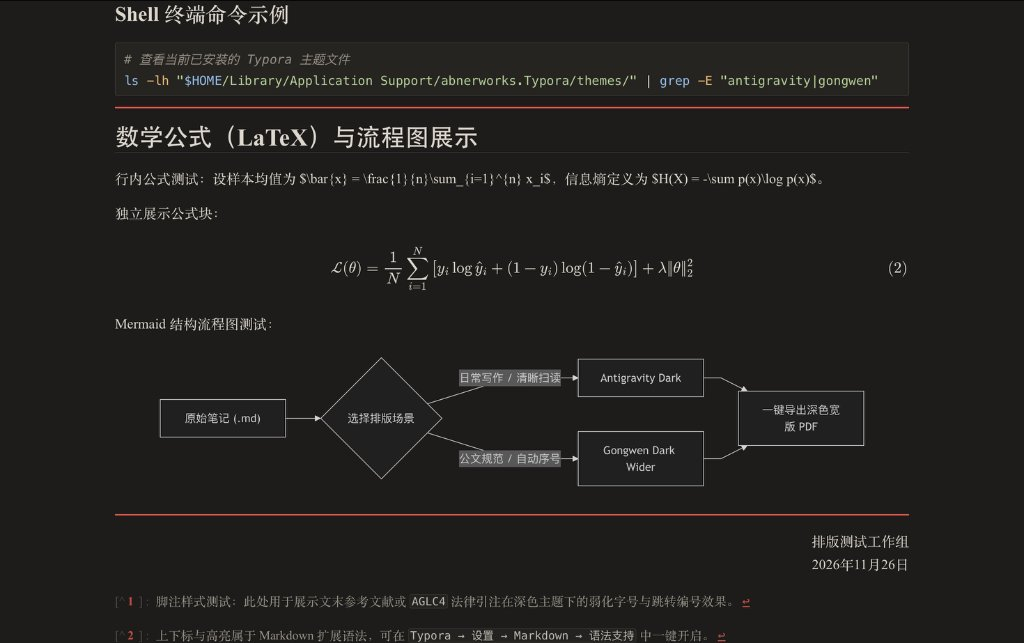 Shell 终端命令示例
# 查看当前已安装的 Typora 主题文件
ls -lh "$HOME/Library/Application Support/abnerworks.Typora/themes/" | grep -E "antigravity|gongwen"
数学公式（LaTeX）与流程图展示
行内公式测试：设样本均值为 $\bar{x} = \frac{1}{n}\sum_{i=1}^{n} x_i$，信息熵定义为 $H(X) = -\sum p(x)\log p(x)$。
独立展示公式块：
ℒ(θ) = 1/N ∑_{i=1}^{N} [y_i log ŷ_i + (1 − y_i) log(1 − ŷ_i)] + λ‖θ‖₂² (2)
Mermaid 结构流程图测试：
原始笔记 (.md)
选择排版场景
日常写作 / 清晰扫读
Antigravity Dark
公文规范 / 自动序号
Gongwen Dark
Wider
一键导出深色宽
版 PDF
排版测试工作组
2026年11月26日
[^1]: 脚注样式测试：此处用于展示文末参考文献或 AGLC4 法律引注在深色主题下的弱化字号与跳转编号效果。 ↩
[^2]: 上下标与高亮属于 Markdown 扩展语法，可在 Typora → 设置 → Markdown → 语法支持 中一键开启。 ↩